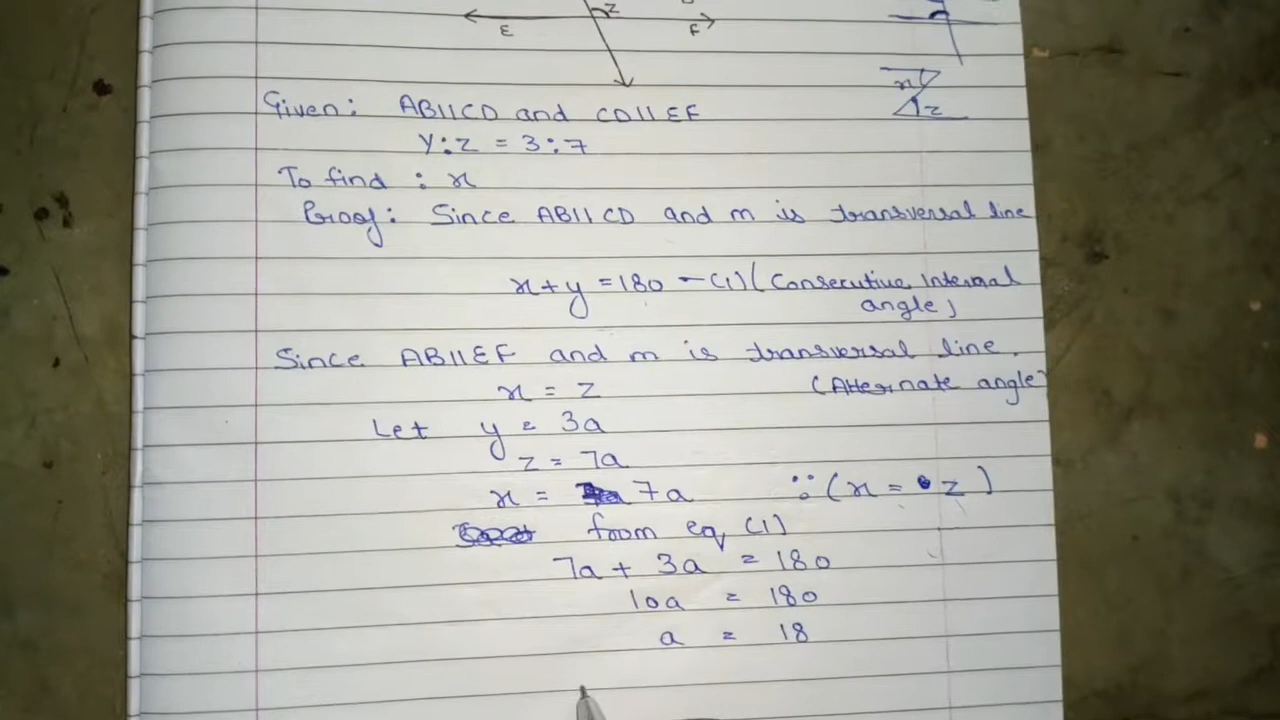 z
E
F
x
z
Given: AB||CD and CD||EF
y:z = 3:7
To find : x
Proof: Since AB||CD and m is transversal line
x+y = 180 -(1) (Consecutive Internal
angle)
Since AB||EF and m is transversal line.
x = z (Alternate angle)
Let y = 3a
z = 7a
x = 7a ∵ (x = z)
from eq (1)
7a + 3a = 180
10a = 180
a = 18